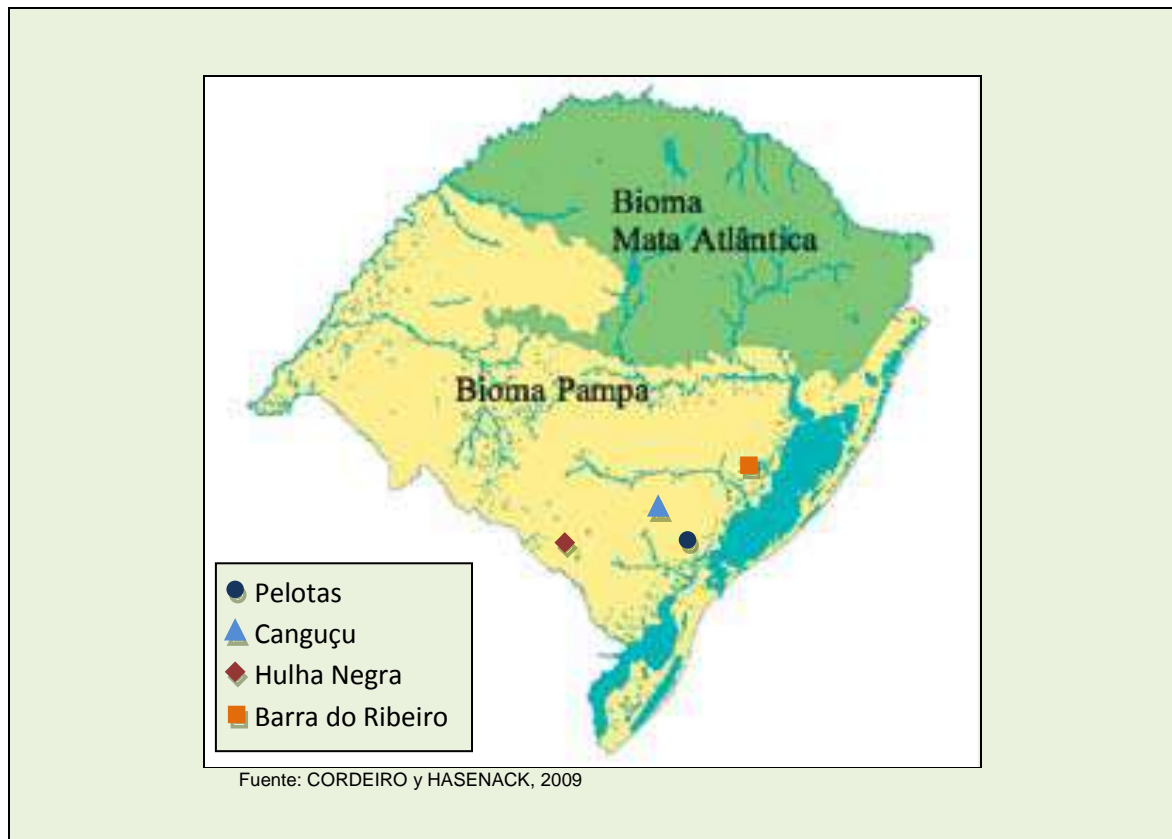 Bioma
Mata Atlântica
Bioma Pampa
Pelotas
Canguçu
Hulha Negra
Barra do Ribeiro
Fuente: CORDEIRO y HASENACK, 2009